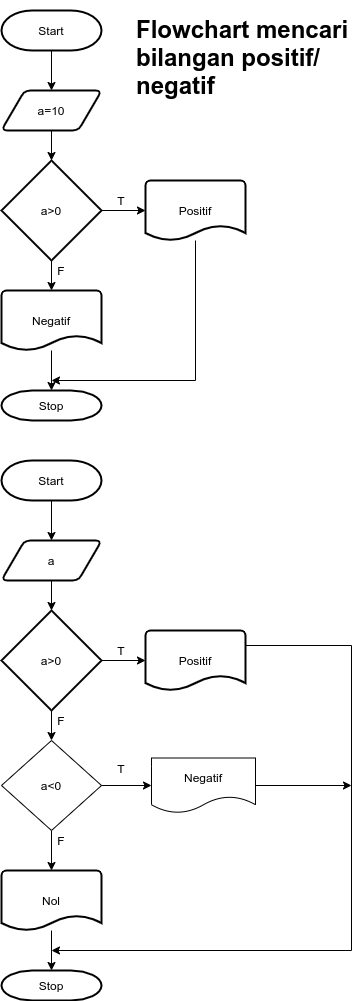 Flowchart mencari
bilangan positif/
negatif
Start
a=10
a>0
T
Positif
F
Negatif
Stop
Start
a
a>0
T
Positif
F
a<0
T
Negatif
F
Nol
Stop